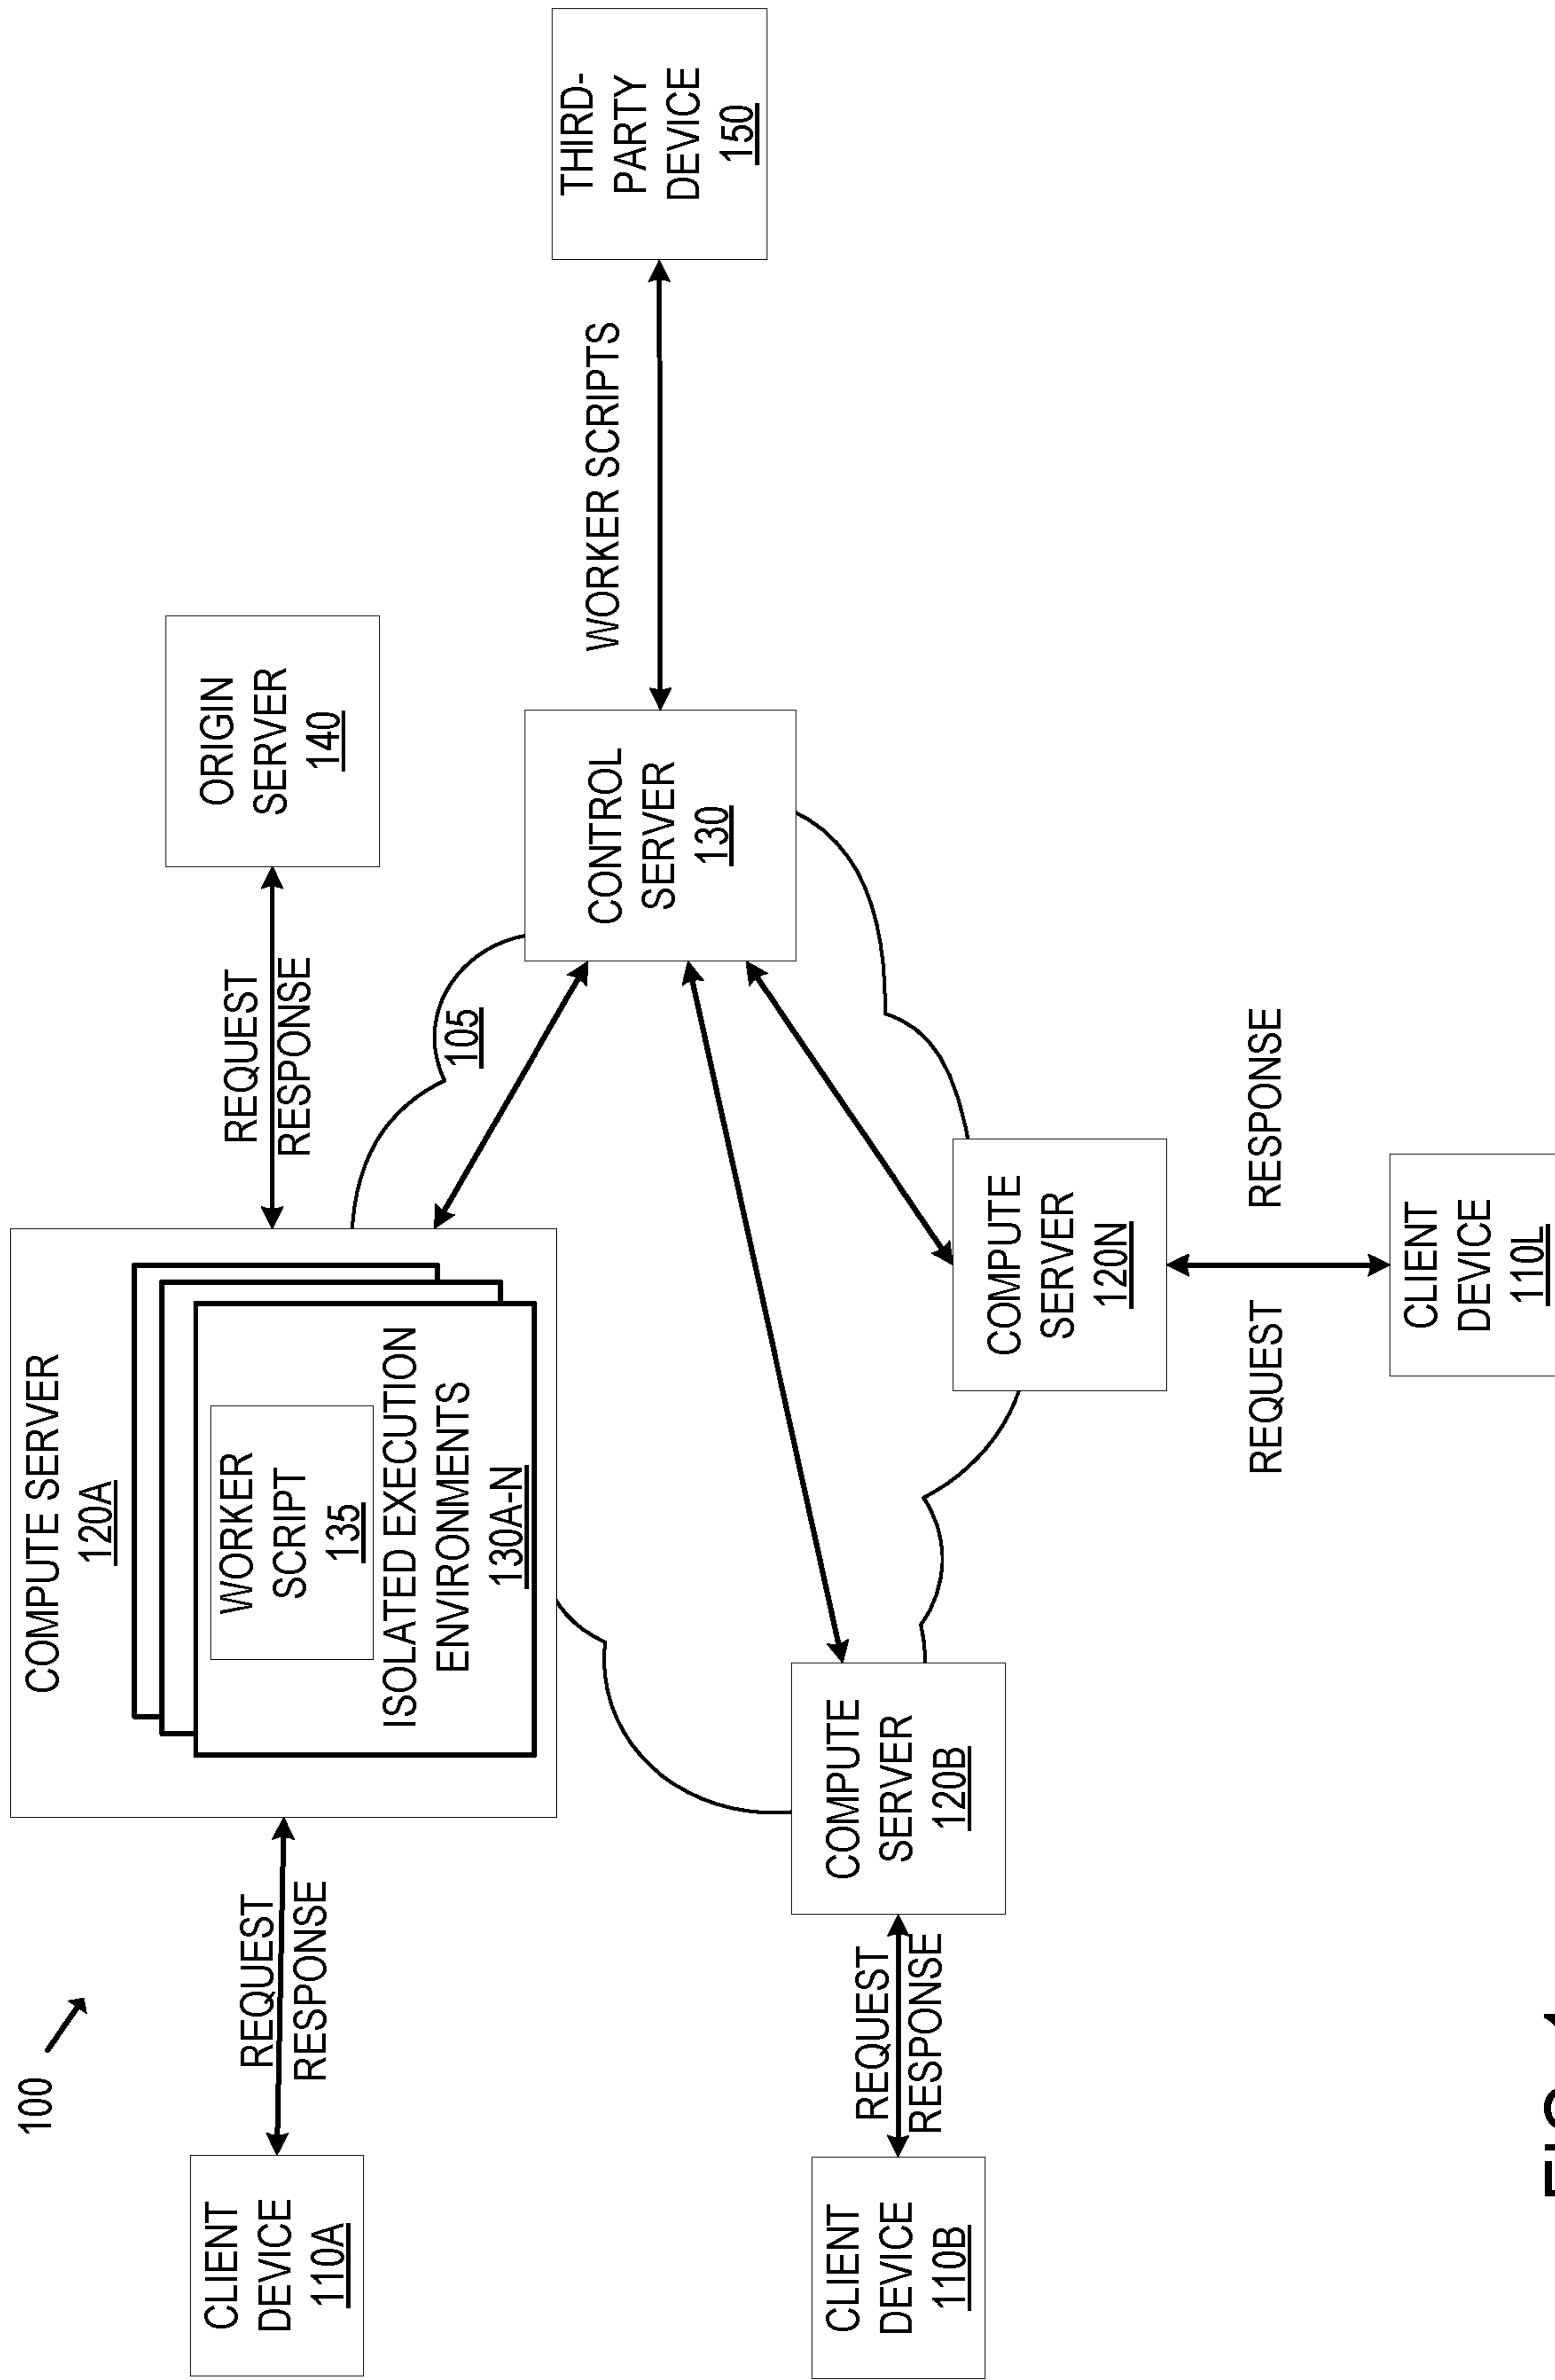 100
CLIENT
DEVICE
110A
REQUEST
RESPONSE
COMPUTE SERVER
120A
WORKER
SCRIPT
135
ISOLATED EXECUTION
ENVIRONMENTS
130A-N
REQUEST
RESPONSE
ORIGIN
SERVER
140
105
CONTROL
SERVER
130
WORKER SCRIPTS
THIRD-
PARTY
DEVICE
150
CLIENT
DEVICE
110B
REQUEST
RESPONSE
COMPUTE
SERVER
120B
COMPUTE
SERVER
120N
REQUEST
RESPONSE
CLIENT
DEVICE
110L